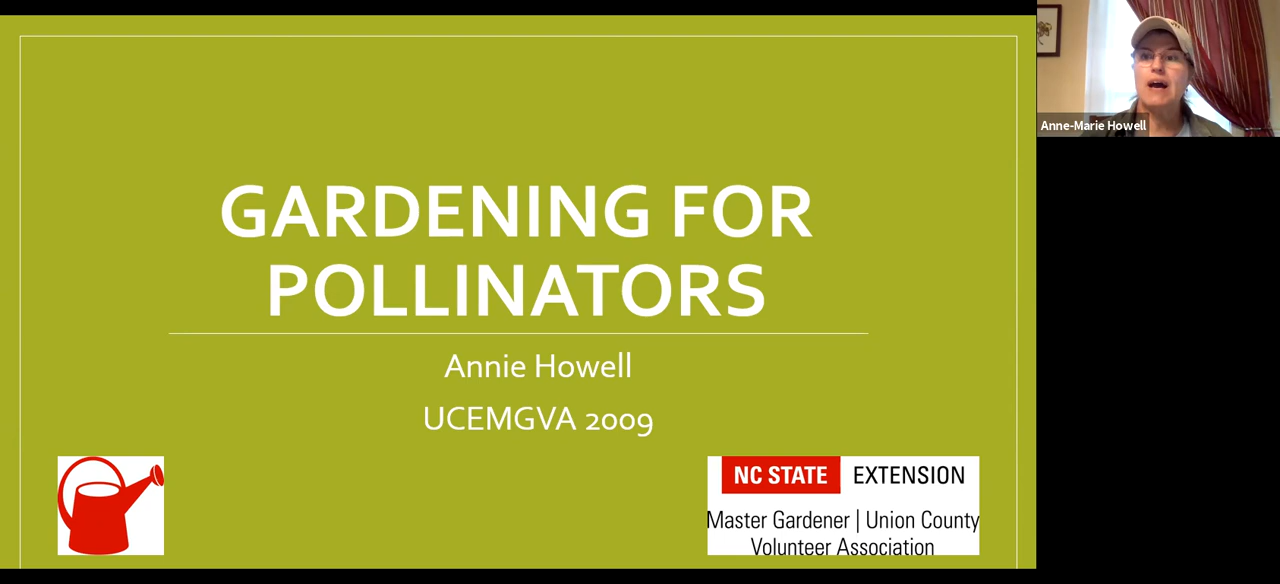 GARDENING FOR
POLLINATORS
Annie Howell
UCEMGVA 2009
NC STATE EXTENSION
Master Gardener | Union County
Volunteer Association
Anne-Marie Howell